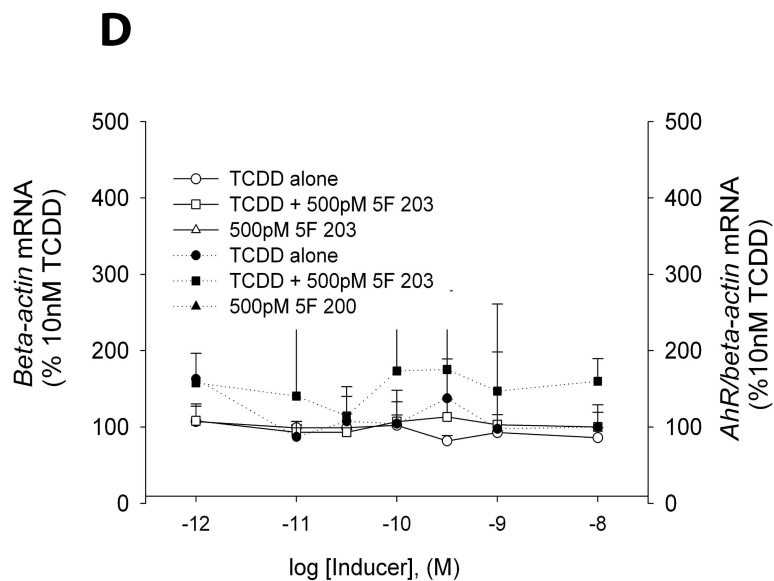 D
Beta-actin mRNA
(% 10nM TCDD)
500
400
300
200
100
0
TCDD alone
TCDD + 500pM 5F 203
500pM 5F 203
TCDD alone
TCDD + 500pM 5F 203
500pM 5F 200
500
400
300
200
100
0
AhR/beta-actin mRNA
(%10nM TCDD)
-12 -11 -10 -9 -8
log [Inducer], (M)